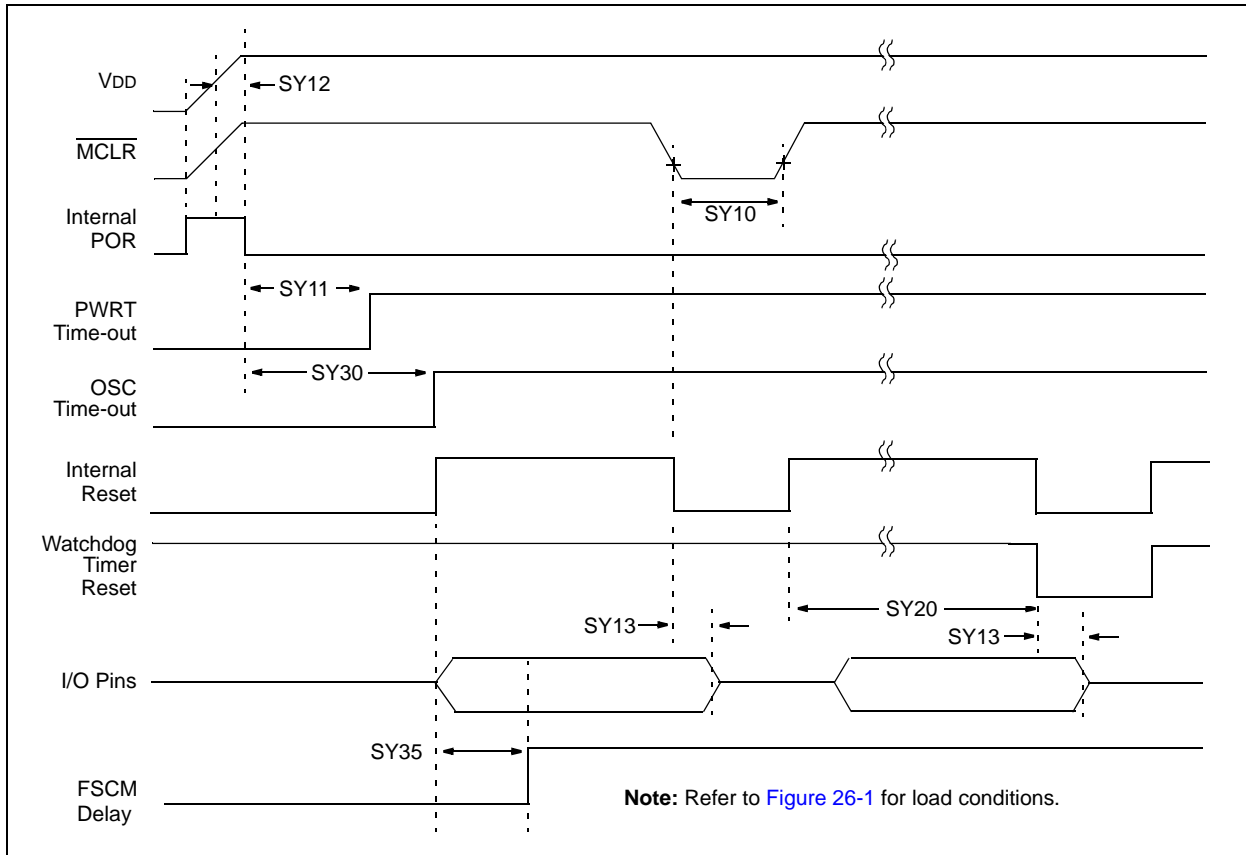 VDD
SY12
MCLR
SY10
Internal
POR
SY11
PWRT
Time-out
SY30
OSC
Time-out
Internal
Reset
Watchdog
Timer
Reset
SY20
SY13
SY13
I/O Pins
SY35
FSCM
Delay
Note: Refer to Figure 26-1 for load conditions.